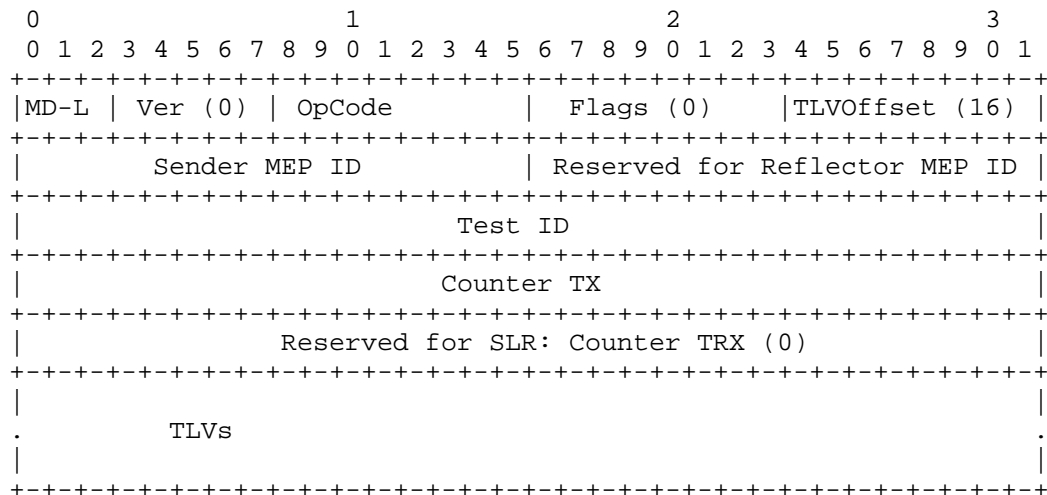 0                   1                   2                   3
 0 1 2 3 4 5 6 7 8 9 0 1 2 3 4 5 6 7 8 9 0 1 2 3 4 5 6 7 8 9 0 1
+-+-+-+-+-+-+-+-+-+-+-+-+-+-+-+-+-+-+-+-+-+-+-+-+-+-+-+-+-+-+-+-+
|MD-L | Ver (0) | OpCode        |  Flags (0)    |TLVOffset (16) |
+-+-+-+-+-+-+-+-+-+-+-+-+-+-+-+-+-+-+-+-+-+-+-+-+-+-+-+-+-+-+-+-+
|        Sender MEP ID          | Reserved for Reflector MEP ID |
+-+-+-+-+-+-+-+-+-+-+-+-+-+-+-+-+-+-+-+-+-+-+-+-+-+-+-+-+-+-+-+-+
|                           Test ID                             |
+-+-+-+-+-+-+-+-+-+-+-+-+-+-+-+-+-+-+-+-+-+-+-+-+-+-+-+-+-+-+-+-+
|                          Counter TX                           |
+-+-+-+-+-+-+-+-+-+-+-+-+-+-+-+-+-+-+-+-+-+-+-+-+-+-+-+-+-+-+-+-+
|                Reserved for SLR: Counter TRX (0)              |
+-+-+-+-+-+-+-+-+-+-+-+-+-+-+-+-+-+-+-+-+-+-+-+-+-+-+-+-+-+-+-+-+
|                                                               |
.         TLVs                                                  .
|                                                               |
+-+-+-+-+-+-+-+-+-+-+-+-+-+-+-+-+-+-+-+-+-+-+-+-+-+-+-+-+-+-+-+-+